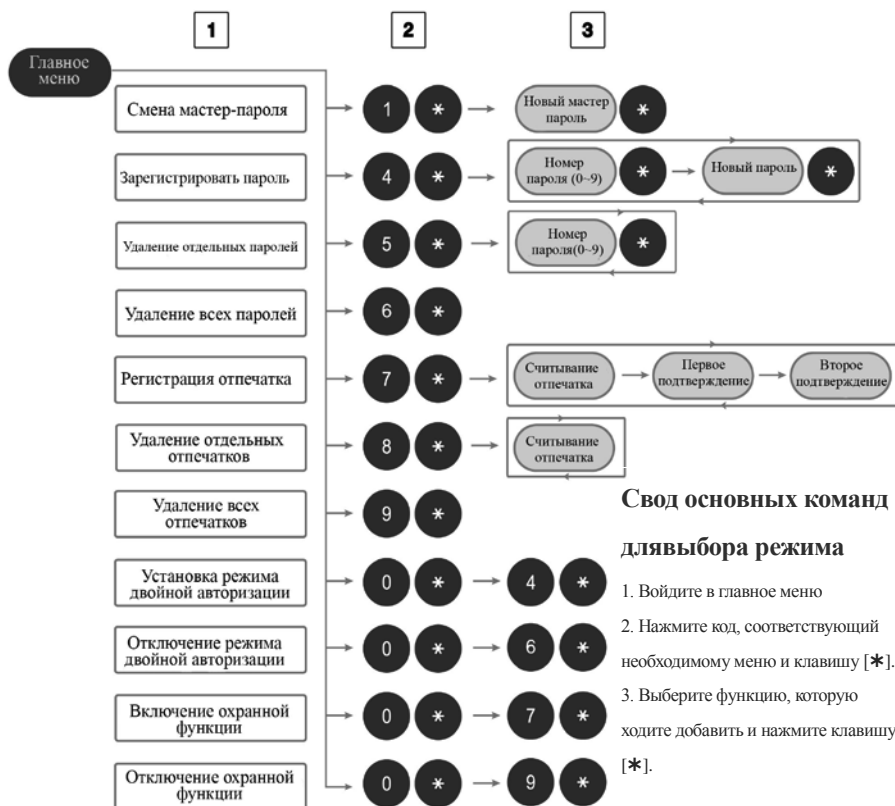 1 2 3
Главное
меню
Смена мастер-пароля 1 * Новый мастер
пароль *
Зарегистрировать пароль 4 * Номер
пароля (0~9) * Новый пароль *
Удаление отдельных паролей 5 * Номер
пароля(0~9) *
Удаление всех паролей 6 *
Регистрация отпечатка 7 * Считывание
отпечатка Первое
подтверждение Второе
подтверждение
Удаление отдельных
отпечатков 8 * Считывание
отпечатка
Удаление всех
отпечатков 9 *
Установка режима
двойной авторизации 0 * 4 *
Отключение режима
двойной авторизации 0 * 6 *
Включение охранной
функции 0 * 7 *
Отключение охранной
функции 0 * 9 *
Свод основных команд
длявыбора режима
1. Войдите в главное меню
2. Нажмите код, соответствующий
необходимому меню и клавишу [*].
3. Выберите функцию, которую
ходите добавить и нажмите клавишу
[*].